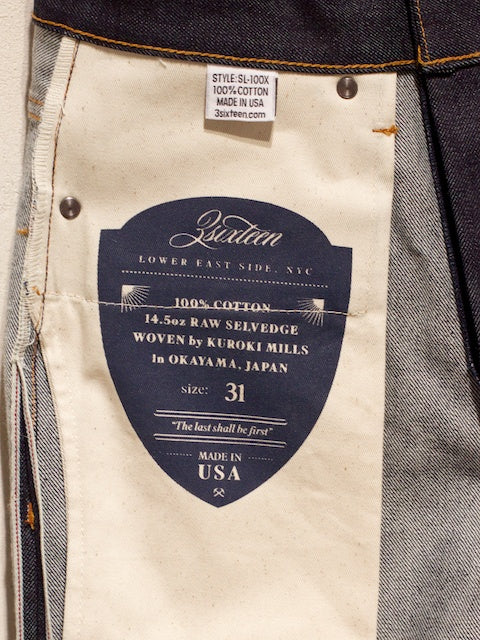 STYLE: SL-100X
100% COTTON
MADE IN USA
3sixteen.com
3sixteen
LOWER EAST SIDE, NYC
100% COTTON
14.5oz RAW SELVEDGE
WOVEN by KUROKI MILLS
In OKAYAMA, JAPAN
size: 31
"The last shall be first"
MADE IN
USA